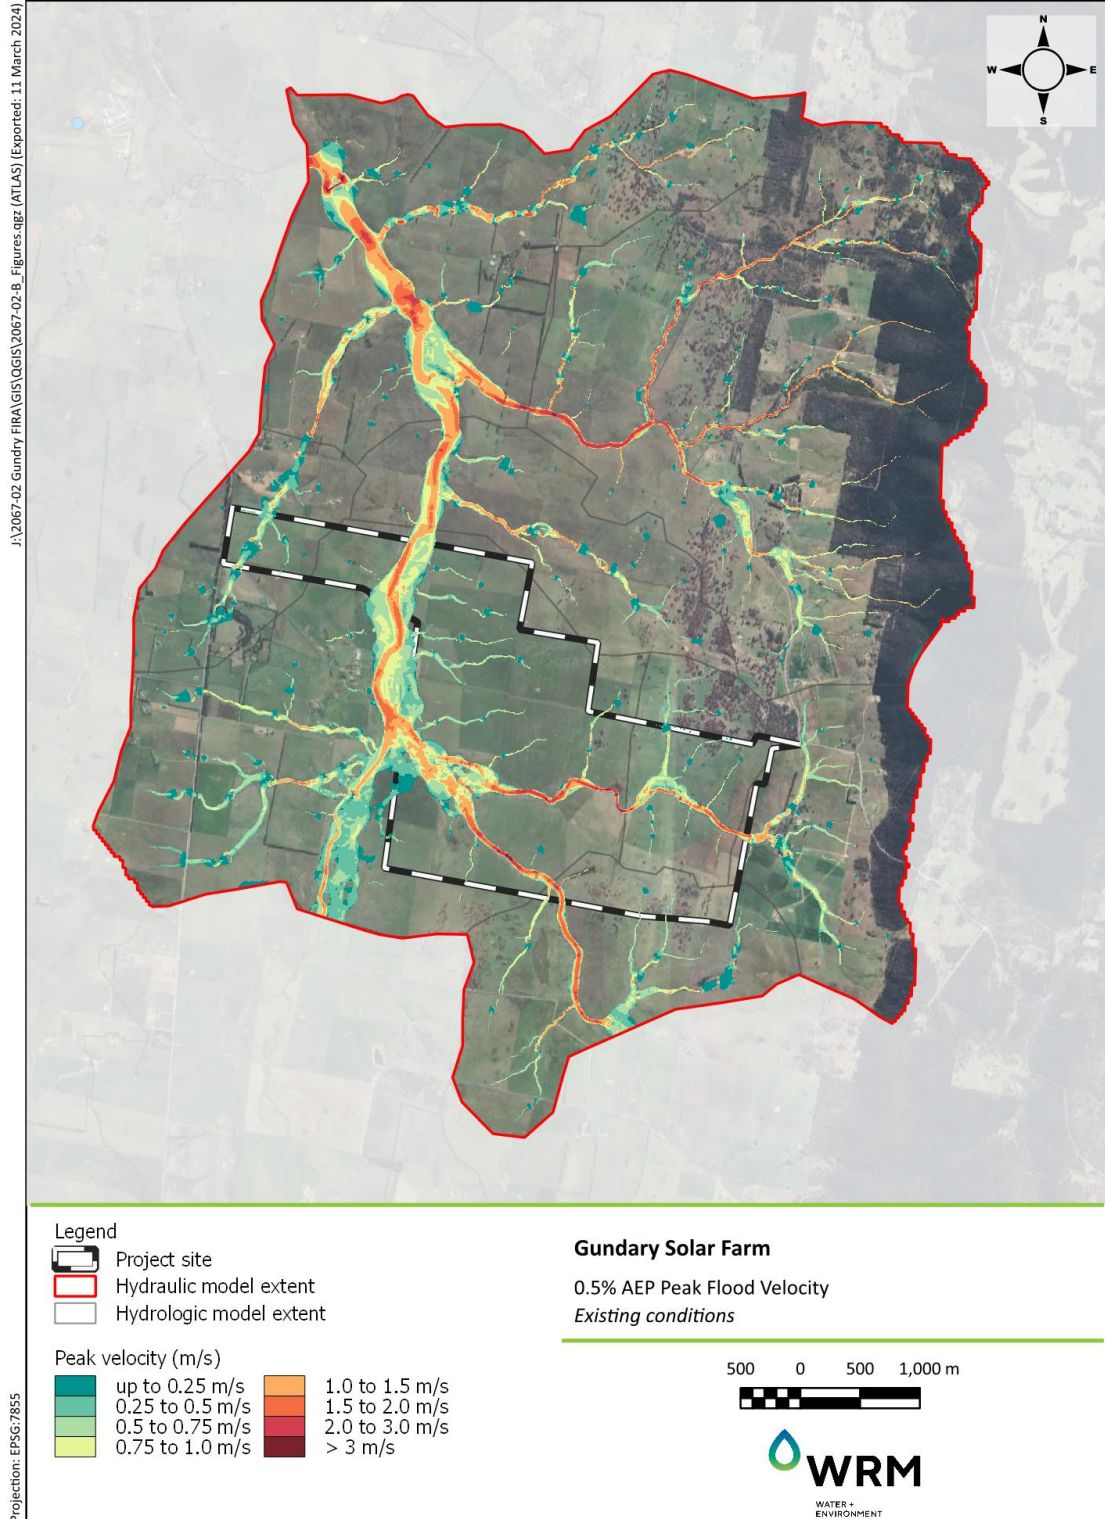 J:\2067-02 Gundry FIRA\GIS\QGIS\2067-02-B_Figures.qgz (ATLAS) (Exported: 11 March 2024)
N
W
E
S
Projection: EPSG:7855
Legend
Project site
Hydraulic model extent
Hydrologic model extent
Peak velocity (m/s)
up to 0.25 m/s
0.25 to 0.5 m/s
0.5 to 0.75 m/s
0.75 to 1.0 m/s
1.0 to 1.5 m/s
1.5 to 2.0 m/s
2.0 to 3.0 m/s
> 3 m/s
Gundary Solar Farm
0.5% AEP Peak Flood Velocity
Existing conditions
500 0 500 1,000 m
WRM
WATER +
ENVIRONMENT